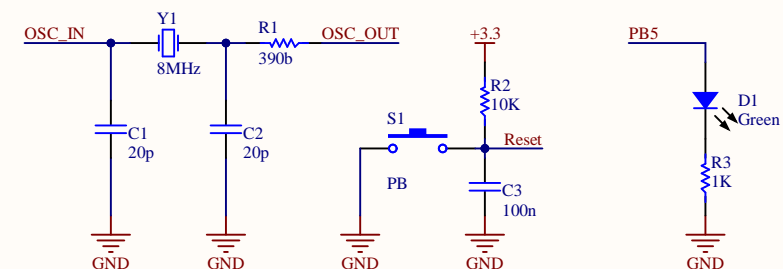 OSC_IN
Y1
8MHz
R1
390b
OSC_OUT
C1
20p
C2
20p
GND
GND
+3.3
R2
10K
S1
PB
Reset
C3
100n
GND
GND
PB5
D1
Green
R3
1K
GND